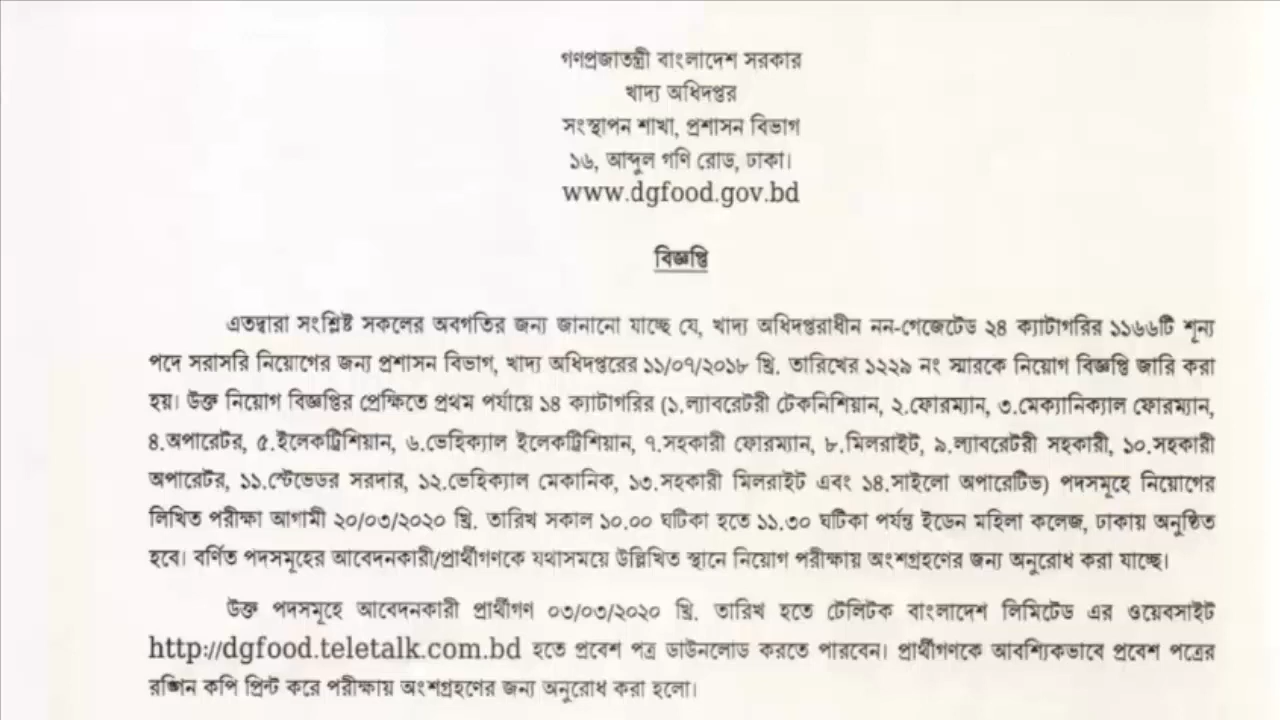 গণপ্রজাতন্ত্রী বাংলাদেশ সরকার
খাদ্য অধিদপ্তর
সংস্থাপন শাখা, প্রশাসন বিভাগ
১৬, আব্দুল গণি রোড, ঢাকা।
www.dgfood.gov.bd
বিজ্ঞপ্তি
এতদ্বারা সংশ্লিষ্ট সকলের অবগতির জন্য জানানো যাচ্ছে যে, খাদ্য অধিদপ্তরাধীন নন-গেজেটেড ২৪ ক্যাটাগরির ১১৬৬টি শূন্য
পদে সরাসরি নিয়োগের জন্য প্রশাসন বিভাগ, খাদ্য অধিদপ্তরের ১১/০৭/২০১৮ খ্রি. তারিখের ১২২৯ নং স্মারকে নিয়োগ বিজ্ঞপ্তি জারি করা
হয়। উক্ত নিয়োগ বিজ্ঞপ্তির প্রেক্ষিতে প্রথম পর্যায়ে ১৪ ক্যাটাগরির (১.ল্যাবরেটরী টেকনিশিয়ান, ২.ফোরম্যান, ৩.মেক্যানিক্যাল ফোরম্যান,
৪.অপারেটর, ৫.ইলেকট্রিশিয়ান, ৬.ভেহিক্যাল ইলেকট্রিশিয়ান, ৭.সহকারী ফোরম্যান, ৮.মিলরাইট, ৯.ল্যাবরেটরী সহকারী, ১০.সহকারী
অপারেটর, ১১.স্টেভেডর সরদার, ১২.ভেহিক্যাল মেকানিক, ১৩.সহকারী মিলরাইট এবং ১৪.সাইলো অপারেটিভ) পদসমূহে নিয়োগের
লিখিত পরীক্ষা আগামী ২০/০৩/২০২০ খ্রি. তারিখ সকাল ১০.০০ ঘটিকা হতে ১১.৩০ ঘটিকা পর্যন্ত ইডেন মহিলা কলেজ, ঢাকায় অনুষ্ঠিত
হবে। বর্ণিত পদসমূহের আবেদনকারী/প্রার্থীগণকে যথাসময়ে উল্লিখিত স্থানে নিয়োগ পরীক্ষায় অংশগ্রহণের জন্য অনুরোধ করা যাচ্ছে।
উক্ত পদসমূহে আবেদনকারী প্রার্থীগণ ০৩/০৩/২০২০ খ্রি. তারিখ হতে টেলিটক বাংলাদেশ লিমিটেড এর ওয়েবসাইট
http://dgfood.teletalk.com.bd হতে প্রবেশ পত্র ডাউনলোড করতে পারবেন। প্রার্থীগণকে আবশ্যিকভাবে প্রবেশ পত্রের
রঙ্গিন কপি প্রিন্ট করে পরীক্ষায় অংশগ্রহণের জন্য অনুরোধ করা হলো।